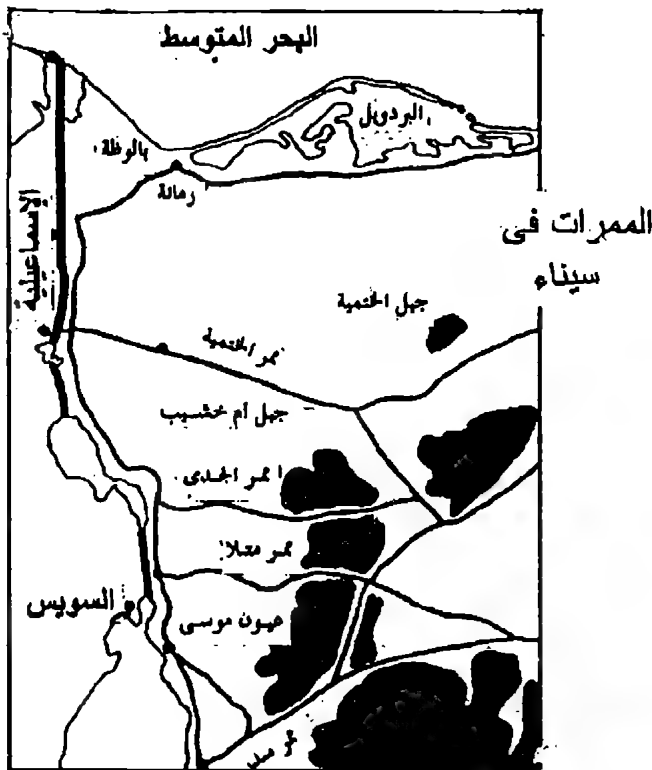 البحر المتوسط
البردويل
بالوظة
رمانة
الإسماعيلية
الممرات فى
سيناء
جبل الختمية
ممر الختمية
جبل أم خشيب
ممر الجدى
ممر متلا
السويس
عيون موسى